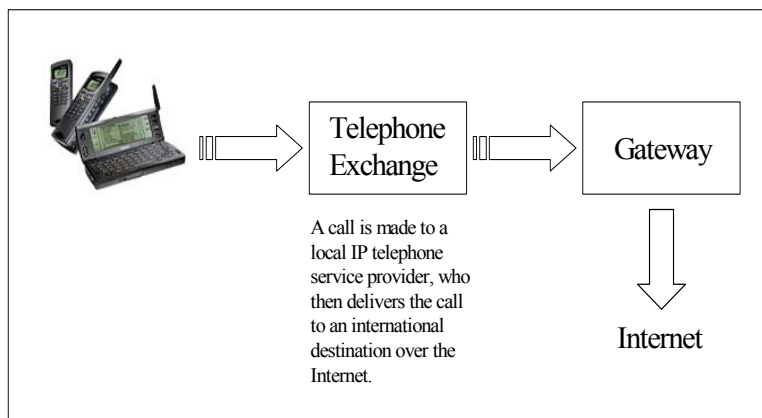 Telephone
Exchange
Gateway
A call is made to a
local IP telephone
service provider, who
then delivers the call
to an international
destination over the
Internet.
Internet